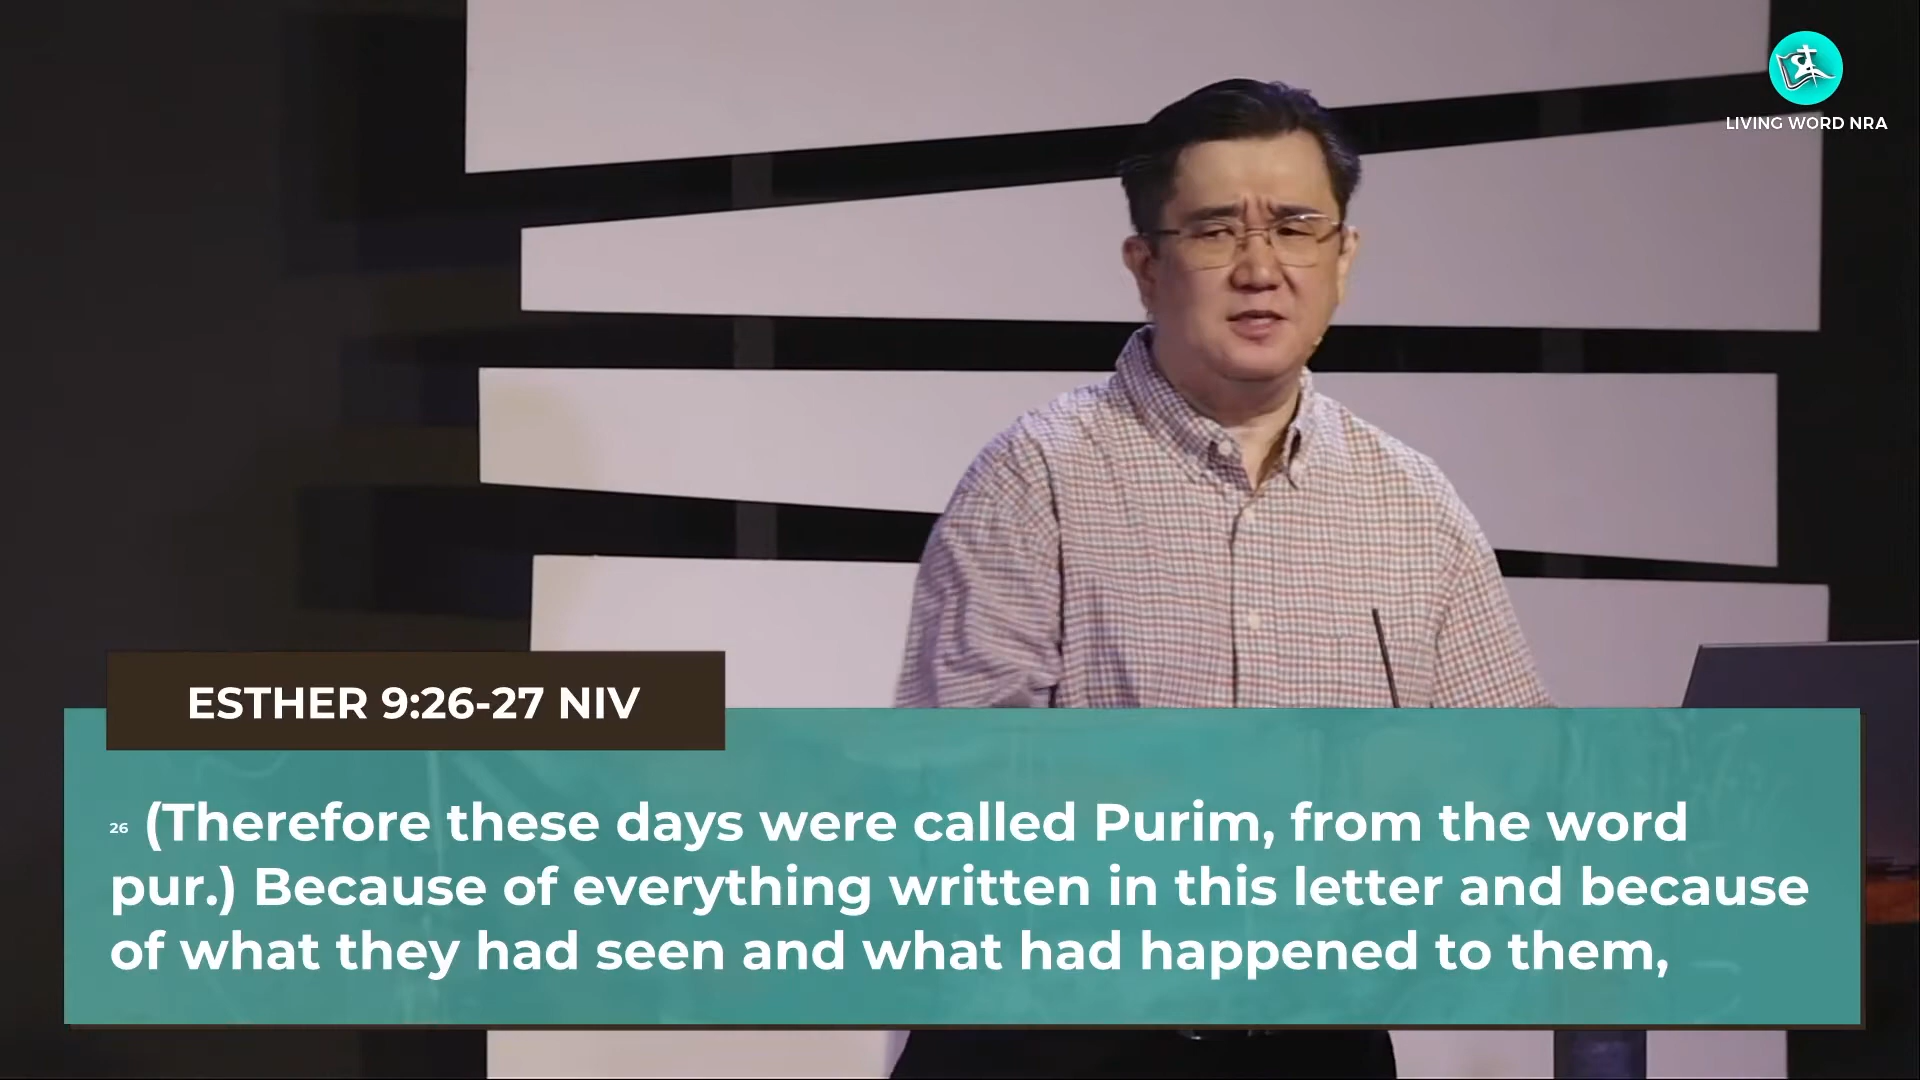 LIVING WORD NRA
ESTHER 9:26-27 NIV
26 (Therefore these days were called Purim, from the word
pur.) Because of everything written in this letter and because
of what they had seen and what had happened to them,